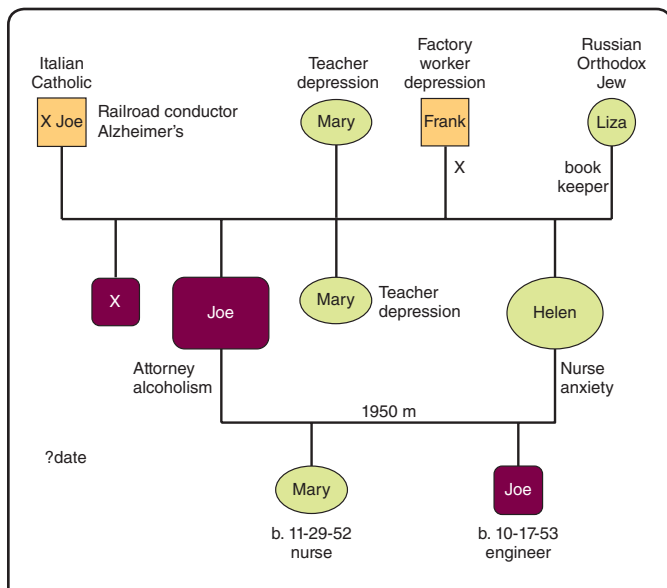 Italian
Catholic
X Joe
Railroad conductor
Alzheimer's
Teacher
depression
Mary
Factory
worker
depression
Frank
X
Russian
Orthodox
Jew
Liza
book
keeper
X
Joe
Attorney
alcoholism
Mary
Teacher
depression
Helen
Nurse
anxiety
1950 m
?date
Mary
b. 11-29-52
nurse
Joe
b. 10-17-53
engineer